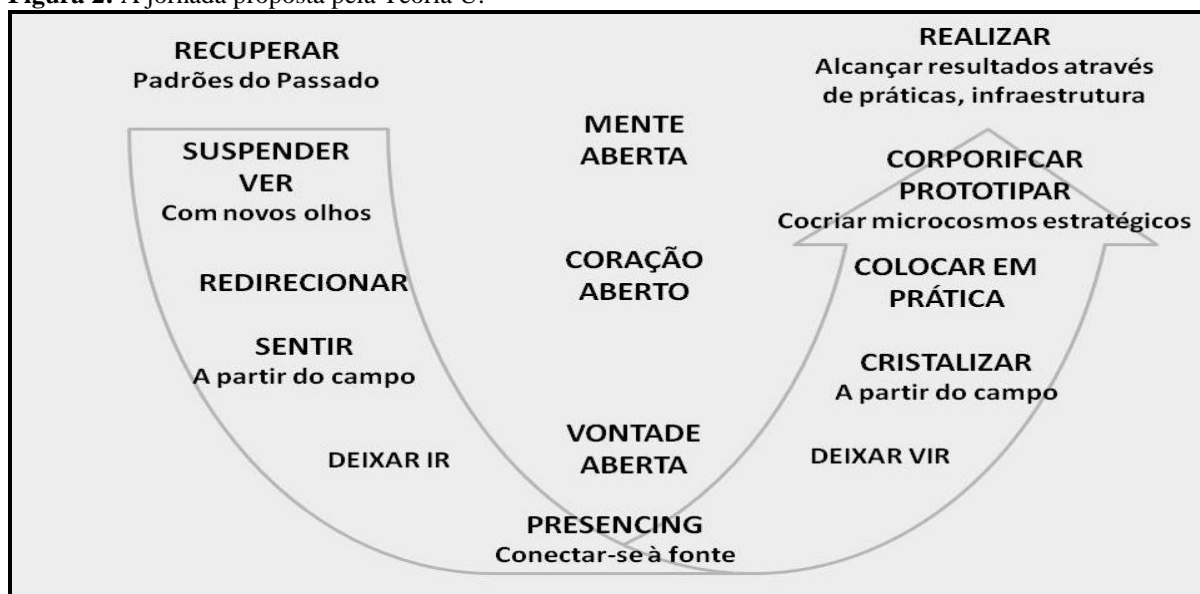 Figura 2: A jornada proposta pela Teoria U.
RECUPERAR
Padrões do Passado
SUSPENDER
VER
Com novos olhos
REDIRECIONAR
SENTIR
A partir do campo
DEIXAR IR
MENTE
ABERTA
CORAÇÃO
ABERTO
VONTADE
ABERTA
PRESENCING
Conectar-se à fonte
REALIZAR
Alcançar resultados através
de práticas, infraestrutura
CORPORIFCAR
PROTOTIPAR
Cocriar microcosmos estratégicos
COLOCAR EM
PRÁTICA
CRISTALIZAR
A partir do campo
DEIXAR VIR